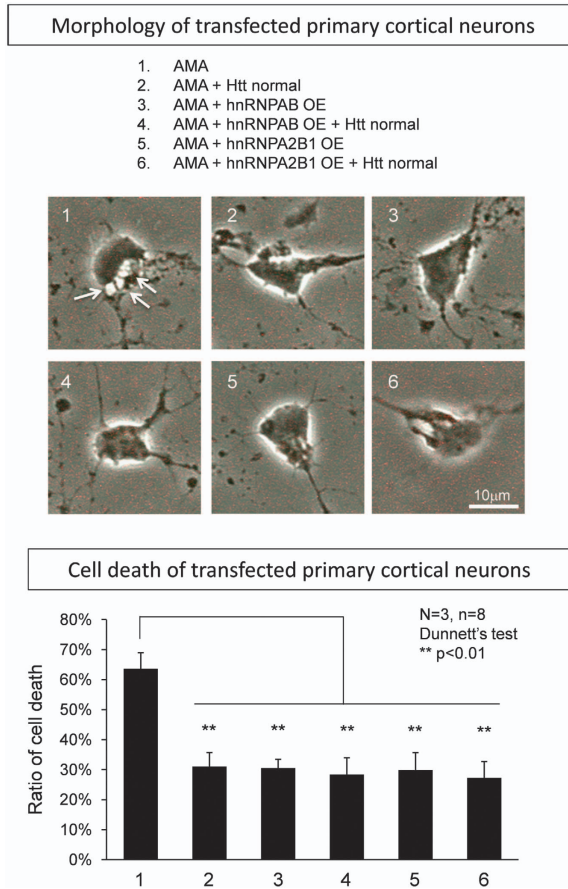 Morphology of transfected primary cortical neurons
1. AMA
2. AMA + Htt normal
3. AMA + hnRNPAB OE
4. AMA + hnRNPAB OE + Htt normal
5. AMA + hnRNPA2B1 OE
6. AMA + hnRNPA2B1 OE + Htt normal
1 2 3
4 5 6
10μm
Cell death of transfected primary cortical neurons
N=3, n=8
Dunnett's test
** p<0.01
Ratio of cell death
80%
70%
60%
50%
40%
30%
20%
10%
0%
** ** ** ** **
1 2 3 4 5 6